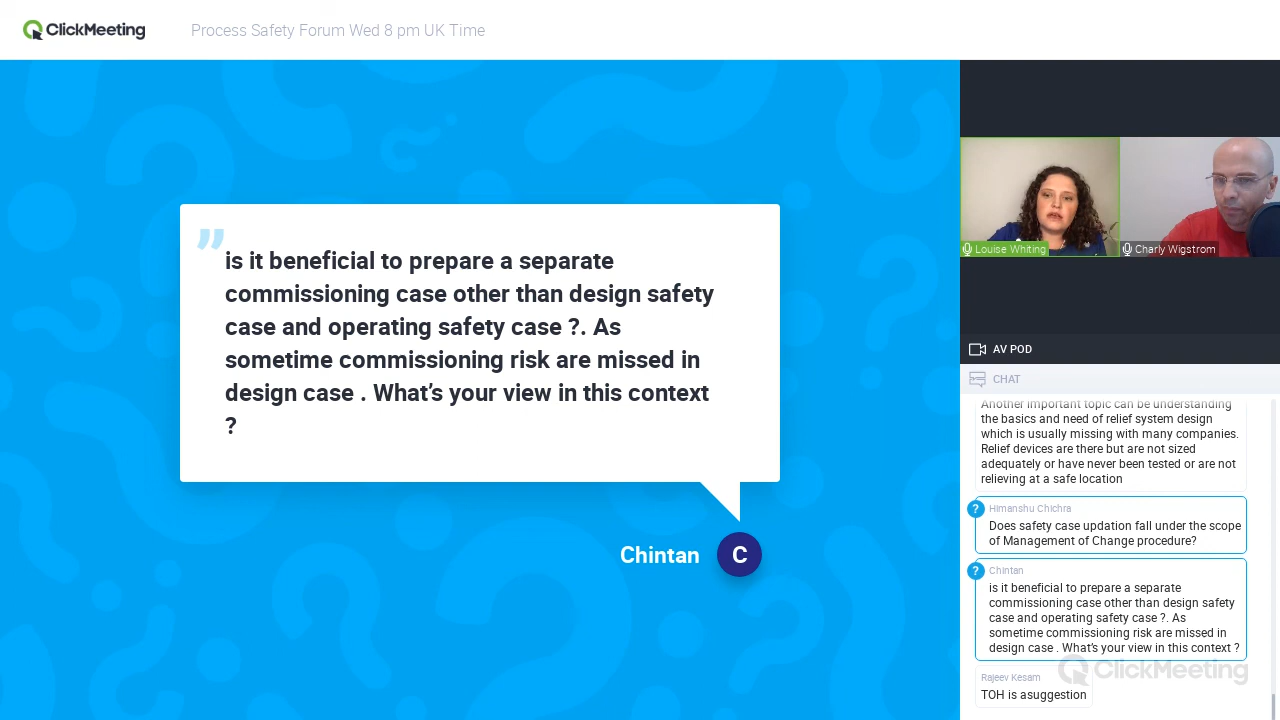 ClickMeeting
Process Safety Forum Wed 8 pm UK Time
is it beneficial to prepare a separate
commissioning case other than design safety
case and operating safety case ?. As
sometime commissioning risk are missed in
design case . What's your view in this context
?
Chintan
C
Louise Whiting
Charly Wigstrom
AV POD
CHAT
Another important topic can be understanding
the basics and need of relief system design
which is usually missing with many companies.
Relief devices are there but are not sized
adequately or have never been tested or are not
relieving at a safe location
?
Himanshu Chichra
Does safety case updation fall under the scope
of Management of Change procedure?
?
Chintan
is it beneficial to prepare a separate
commissioning case other than design safety
case and operating safety case ?. As
sometime commissioning risk are missed in
design case . What's your view in this context ?
ClickMeeting
Rajeev Kesam
TOH is asuggestion